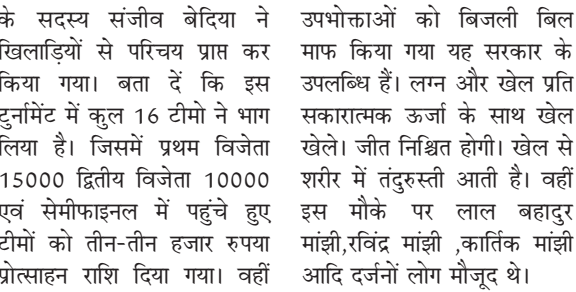 के सदस्य संजीव बेदिया ने
खिलाड़ियों से परिचय प्राप्त कर
किया गया। बता दें कि इस
टुर्नामेंट में कुल 16 टीमो ने भाग
लिया है। जिसमें प्रथम विजेता
15000 द्वितीय विजेता 10000
एवं सेमीफाइनल में पहुंचे हुए
टीमों को तीन-तीन हजार रुपया
प्रोत्साहन राशि दिया गया। वहीं
उपभोक्ताओं को बिजली बिल
माफ किया गया यह सरकार के
उपलब्धि हैं। लग्न और खेल प्रति
सकारात्मक ऊर्जा के साथ खेल
खेले। जीत निश्चित होगी। खेल से
शरीर में तंदुरुस्ती आती है। वहीं
इस मौके पर लाल बहादुर
मांझी,रविंद्र मांझी ,कार्तिक मांझी
आदि दर्जनों लोग मौजूद थे।